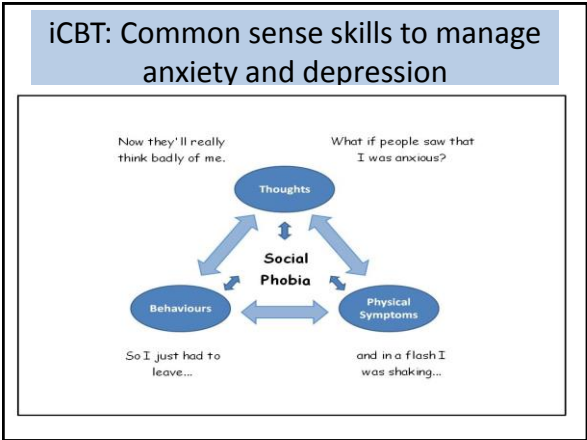 iCBT: Common sense skills to manage
anxiety and depression
Now they'll really
think badly of me.
What if people saw that
I was anxious?
Thoughts
Social
Phobia
Behaviours
Physical
Symptoms
So I just had to
leave...
and in a flash I
was shaking...